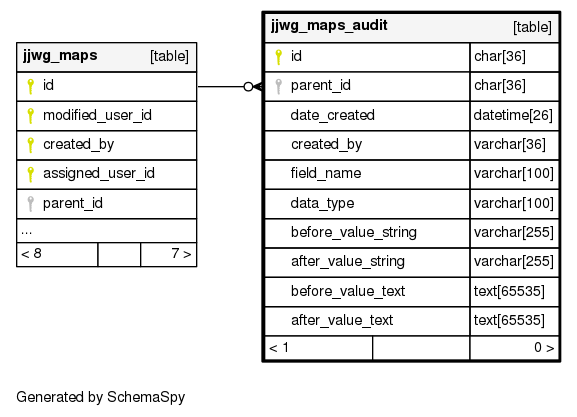 jjwg_maps [table]
id
modified_user_id
created_by
assigned_user_id
parent_id
...
< 8 7 >
jjwg_maps_audit [table]
id char[36]
parent_id char[36]
date_created datetime[26]
created_by varchar[36]
field_name varchar[100]
data_type varchar[100]
before_value_string varchar[255]
after_value_string varchar[255]
before_value_text text[65535]
after_value_text text[65535]
< 1 0 >
Generated by SchemaSpy